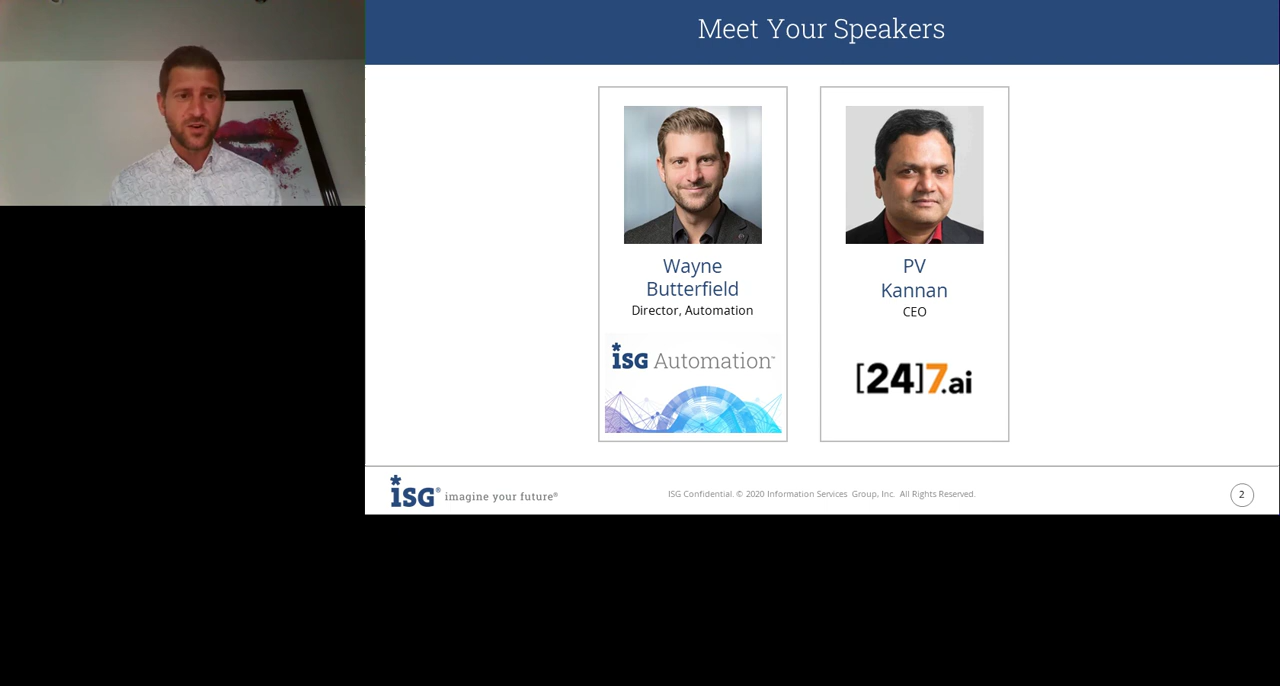 Meet Your Speakers
Wayne
Butterfield
Director, Automation
*ISG Automation™
PV
Kannan
CEO
[24]7.ai
*ISG® imagine your future®
ISG Confidential. © 2020 Information Services Group, Inc. All Rights Reserved.
2